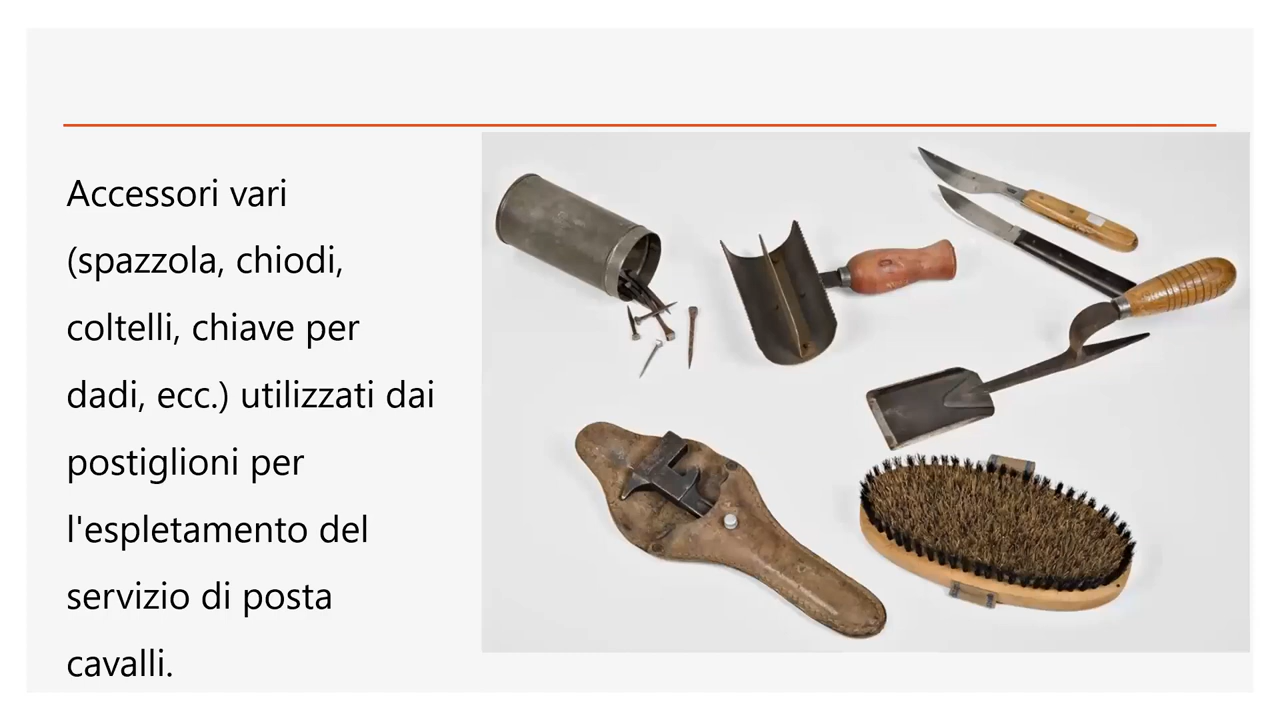 Accessori vari
(spazzola, chiodi,
coltelli, chiave per
dadi, ecc.) utilizzati dai
postiglioni per
l'espletamento del
servizio di posta
cavalli.